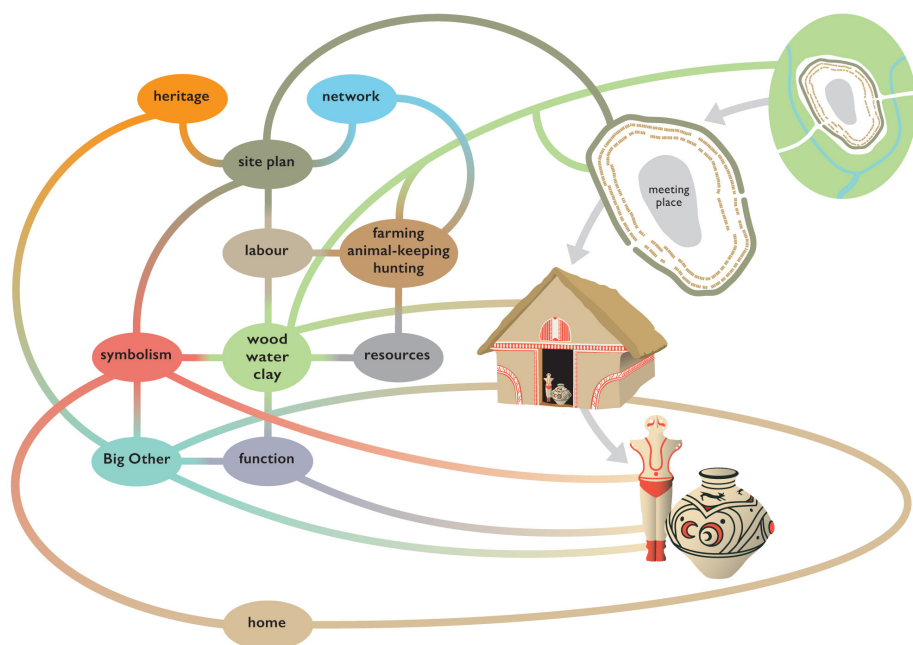 heritage
network
site plan
meeting
place
labour
farming
animal-keeping
hunting
symbolism
wood
water
clay
resources
Big Other
function
home